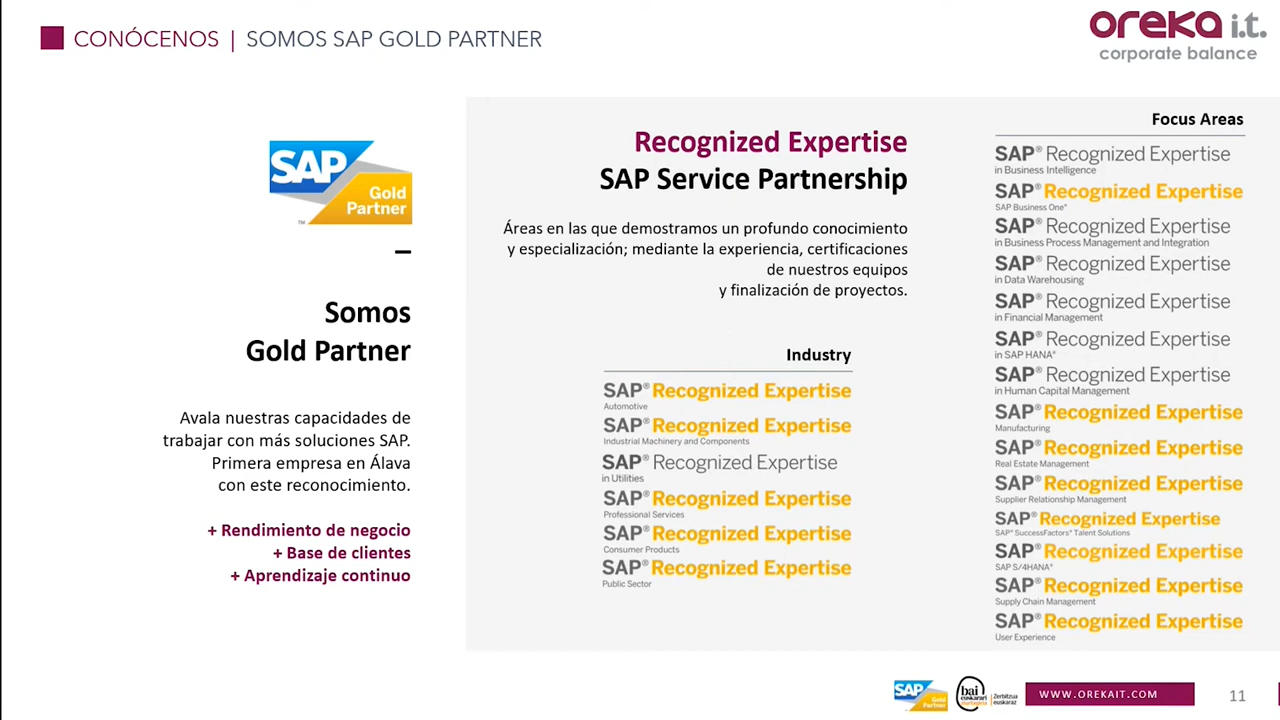 CONÓCENOS | SOMOS SAP GOLD PARTNER
oreka i.t.
corporate balance
SAP
Gold
Partner
™
–
Somos
Gold Partner
Avala nuestras capacidades de
trabajar con más soluciones SAP.
Primera empresa en Álava
con este reconocimiento.
+ Rendimiento de negocio
+ Base de clientes
+ Aprendizaje continuo
Recognized Expertise
SAP Service Partnership
Áreas en las que demostramos un profundo conocimiento
y especialización; mediante la experiencia, certificaciones
de nuestros equipos
y finalización de proyectos.
Industry
SAP® Recognized Expertise
Automotive
SAP® Recognized Expertise
Industrial Machinery and Components
SAP® Recognized Expertise
in Utilities
SAP® Recognized Expertise
Professional Services
SAP® Recognized Expertise
Consumer Products
SAP® Recognized Expertise
Public Sector
Focus Areas
SAP® Recognized Expertise
in Business Intelligence
SAP® Recognized Expertise
SAP Business One®
SAP® Recognized Expertise
in Business Process Management and Integration
SAP® Recognized Expertise
in Data Warehousing
SAP® Recognized Expertise
in Financial Management
SAP® Recognized Expertise
in SAP HANA®
SAP® Recognized Expertise
in Human Capital Management
SAP® Recognized Expertise
Manufacturing
SAP® Recognized Expertise
Real Estate Management
SAP® Recognized Expertise
Supplier Relationship Management
SAP® Recognized Expertise
SAP® SuccessFactors® Talent Solutions
SAP® Recognized Expertise
SAP S/4HANA®
SAP® Recognized Expertise
Supply Chain Management
SAP® Recognized Expertise
User Experience
SAP
Gold
Partner
bai
euskarari
Zerbitzua
euskaraz
WWW.OREKAIT.COM
11